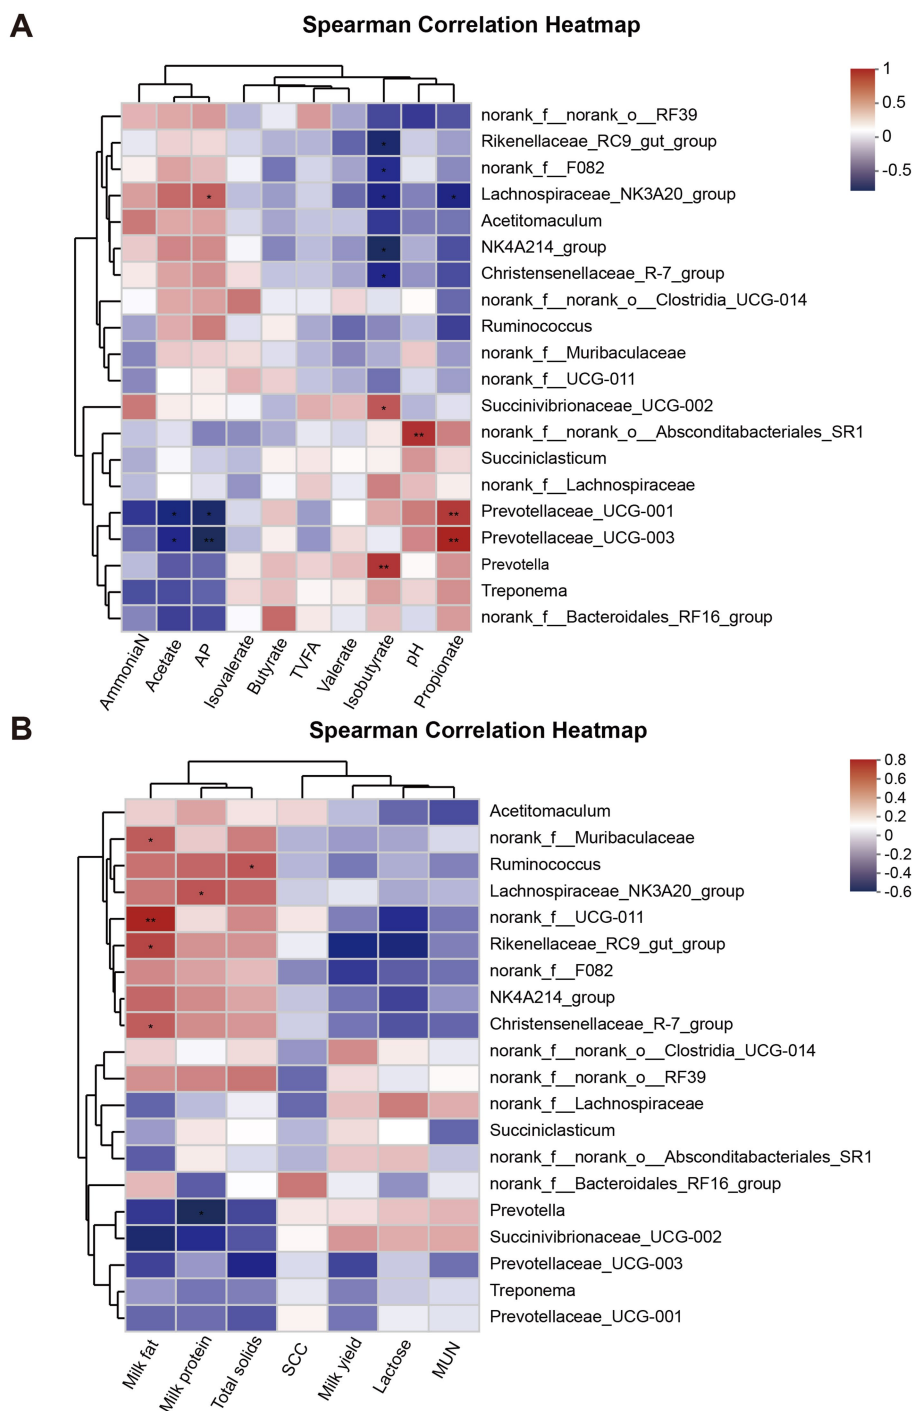 A
Spearman Correlation Heatmap
1
0.5
0
-0.5
norank_f__norank_o__RF39
Rikenellaceae_RC9_gut_group
*
norank_f__F082
*
Lachnospiraceae_NK3A20_group
* * *
Acetitomaculum
NK4A214_group
*
Christensenellaceae_R-7_group
*
norank_f__norank_o__Clostridia_UCG-014
Ruminococcus
norank_f__Muribaculaceae
norank_f__UCG-011
Succinivibrionaceae_UCG-002
*
norank_f__norank_o__Absconditabacteriales_SR1
**
Succiniclasticum
norank_f__Lachnospiraceae
Prevotellaceae_UCG-001
* * **
Prevotellaceae_UCG-003
* ** **
Prevotella
**
Treponema
norank_f__Bacteroidales_RF16_group
AmmoniaN
Acetate
AP
Isovalerate
Butyrate
TVFA
Valerate
Isobutyrate
pH
Propionate
B
Spearman Correlation Heatmap
0.8
0.6
0.4
0.2
0
-0.2
-0.4
-0.6
Acetitomaculum
norank_f__Muribaculaceae
*
Ruminococcus
*
Lachnospiraceae_NK3A20_group
*
norank_f__UCG-011
**
Rikenellaceae_RC9_gut_group
*
norank_f__F082
NK4A214_group
Christensenellaceae_R-7_group
*
norank_f__norank_o__Clostridia_UCG-014
norank_f__norank_o__RF39
norank_f__Lachnospiraceae
Succiniclasticum
norank_f__norank_o__Absconditabacteriales_SR1
norank_f__Bacteroidales_RF16_group
Prevotella
*
Succinivibrionaceae_UCG-002
Prevotellaceae_UCG-003
Treponema
Prevotellaceae_UCG-001
Milk fat
Milk protein
Total solids
SCC
Milk yield
Lactose
MUN